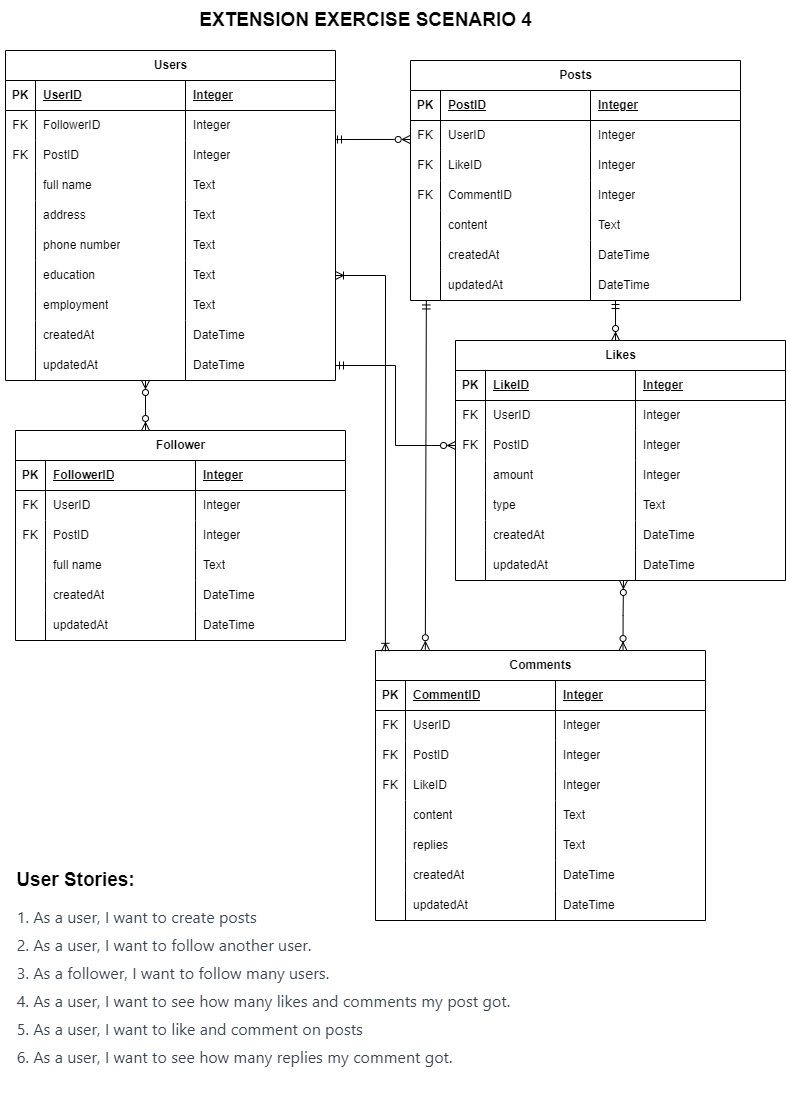 EXTENSION EXERCISE SCENARIO 4
Users
PK UserID Integer
FK FollowerID Integer
FK PostID Integer
full name Text
address Text
phone number Text
education Text
employment Text
createdAt DateTime
updatedAt DateTime
Posts
PK PostID Integer
FK UserID Integer
FK LikeID Integer
FK CommentID Integer
content Text
createdAt DateTime
updatedAt DateTime
Likes
PK LikeID Integer
FK UserID Integer
FK PostID Integer
amount Integer
type Text
createdAt DateTime
updatedAt DateTime
Follower
PK FollowerID Integer
FK UserID Integer
FK PostID Integer
full name Text
createdAt DateTime
updatedAt DateTime
Comments
PK CommentID Integer
FK UserID Integer
FK PostID Integer
FK LikeID Integer
content Text
replies Text
createdAt DateTime
updatedAt DateTime
User Stories:
1. As a user, I want to create posts
2. As a user, I want to follow another user.
3. As a follower, I want to follow many users.
4. As a user, I want to see how many likes and comments my post got.
5. As a user, I want to like and comment on posts
6. As a user, I want to see how many replies my comment got.